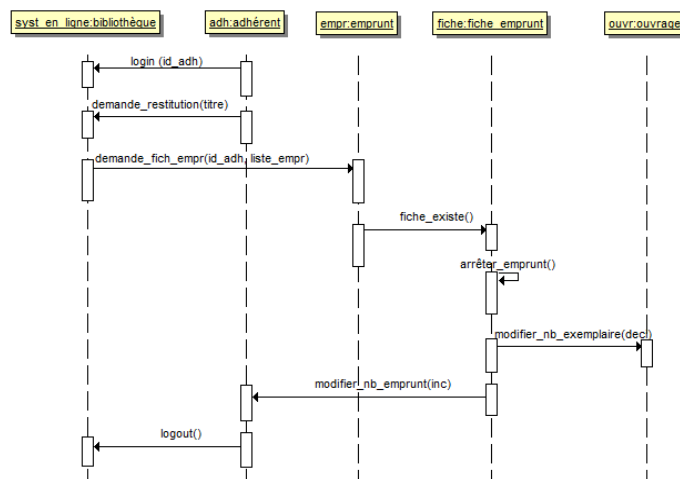 syst_en_ligne:bibliothèque
adh:adhérent
empr:emprunt
fiche:fiche_emprunt
ouvr:ouvrage
login (id_adh)
demande_restitution(titre)
demande_fich_empr(id_adh, liste_empr)
fiche_existe()
arrêter_emprunt()
modifier_nb_exemplaire(decr
modifier_nb_emprunt(inc)
logout()